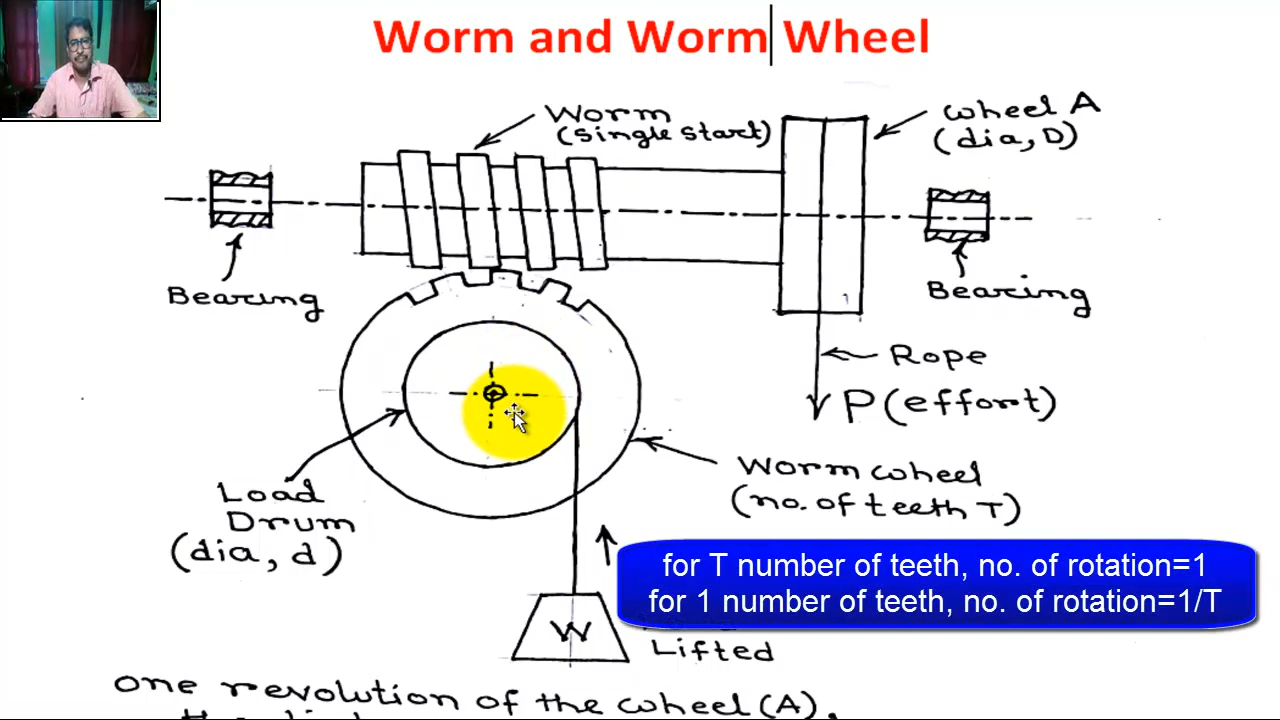 Worm and Worm Wheel
Worm
(Single Start)
Wheel A
(dia, D)
Bearing
Bearing
Rope
P (effort)
Worm wheel
(no. of teeth T)
Load
Drum
(dia, d)
for T number of teeth, no. of rotation=1
for 1 number of teeth, no. of rotation=1/T
W
Lifted
one revolution of the wheel (A),